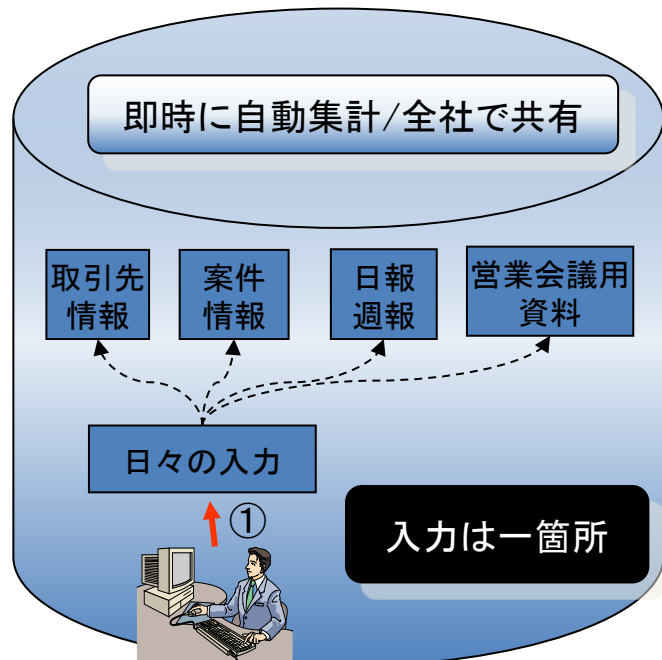 即時に自動集計/全社で共有
取引先
情報
案件
情報
日報
週報
営業会議用
資料
日々の入力
①
入力は一箇所